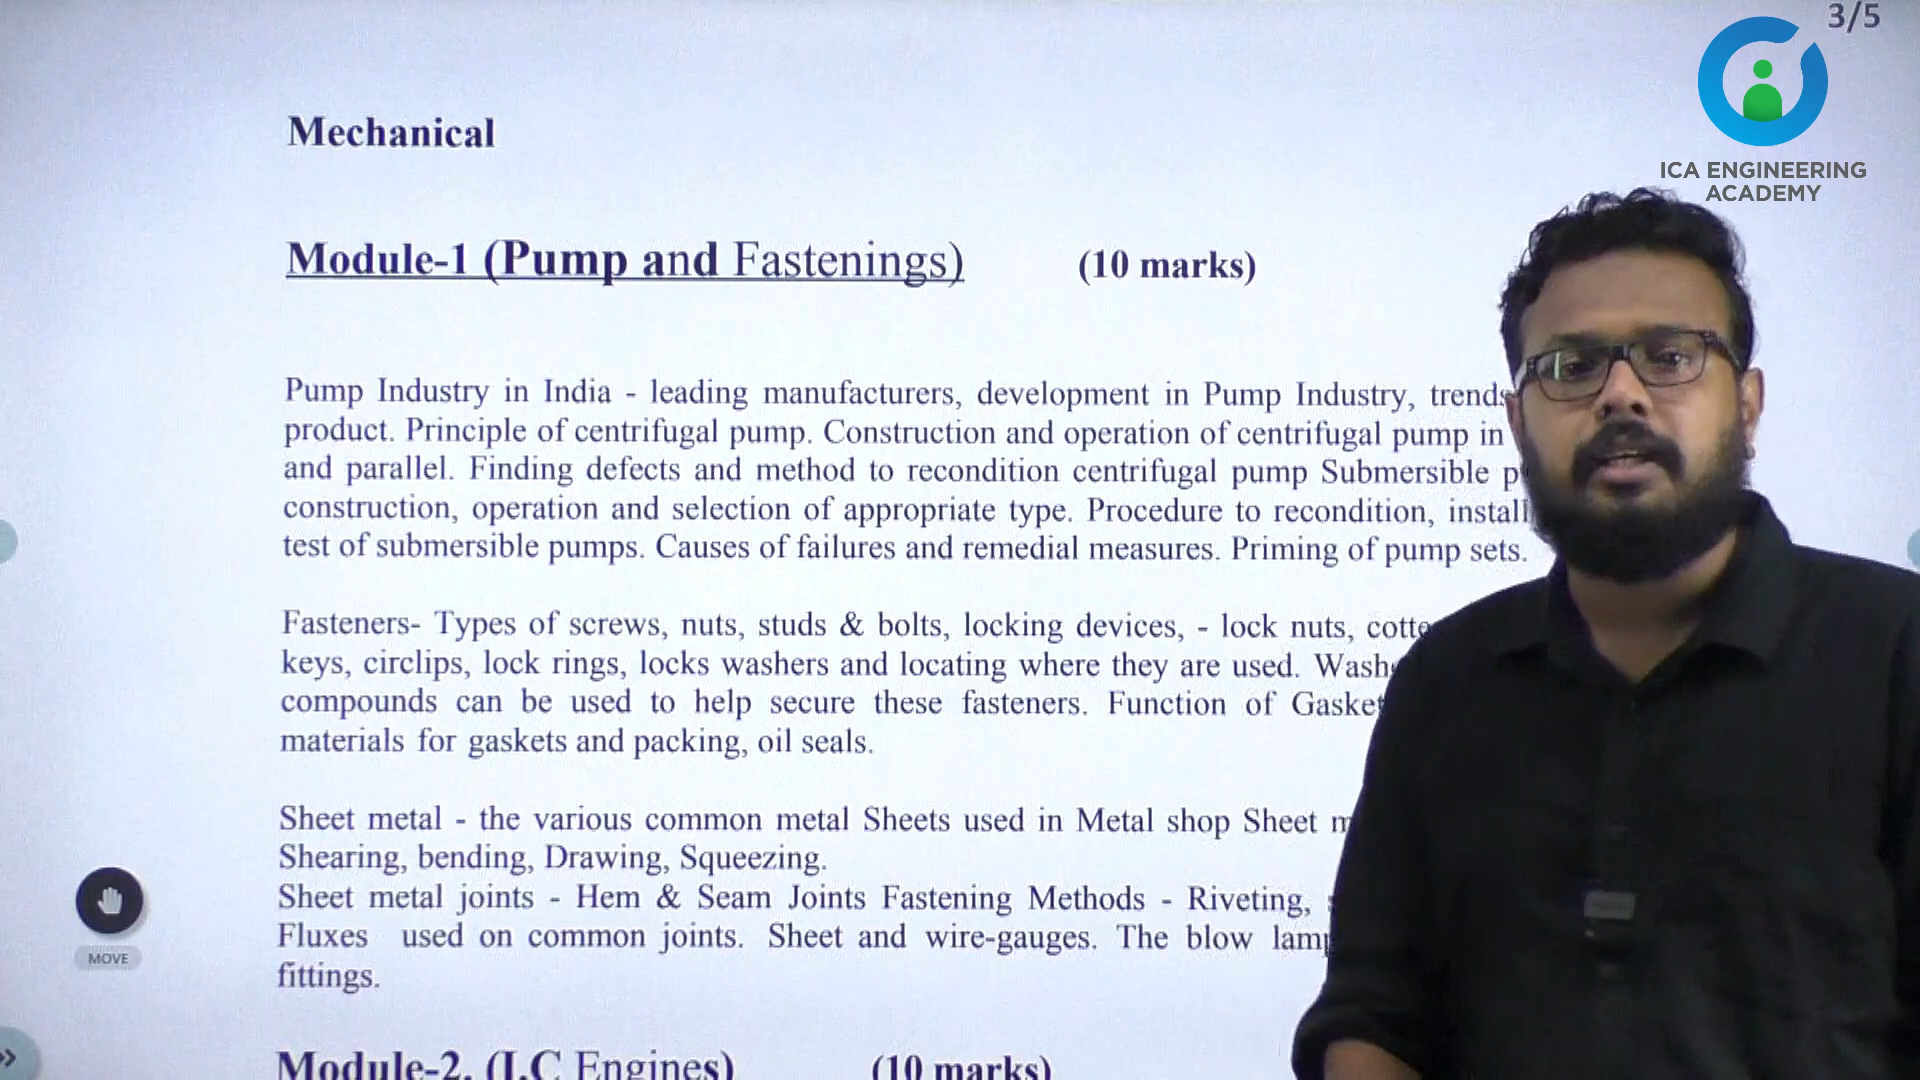 3/5
ICA ENGINEERING
ACADEMY
Mechanical
Module-1 (Pump and Fastenings) (10 marks)
Pump Industry in India - leading manufacturers, development in Pump Industry, trends
product. Principle of centrifugal pump. Construction and operation of centrifugal pump in
and parallel. Finding defects and method to recondition centrifugal pump Submersible
construction, operation and selection of appropriate type. Procedure to recondition, install
test of submersible pumps. Causes of failures and remedial measures. Priming of pump sets.
Fasteners- Types of screws, nuts, studs & bolts, locking devices, - lock nuts,
keys, circlips, lock rings, locks washers and locating where they are used.
compounds can be used to help secure these fasteners. Function of
materials for gaskets and packing, oil seals.
Sheet metal - the various common metal Sheets used in Metal shop Sheet
Shearing, bending, Drawing, Squeezing.
Sheet metal joints - Hem & Seam Joints Fastening Methods - Riveting,
Fluxes used on common joints. Sheet and wire-gauges. The blow
fittings.
MOVE
Module-2. (I.C Engines) (10 marks)